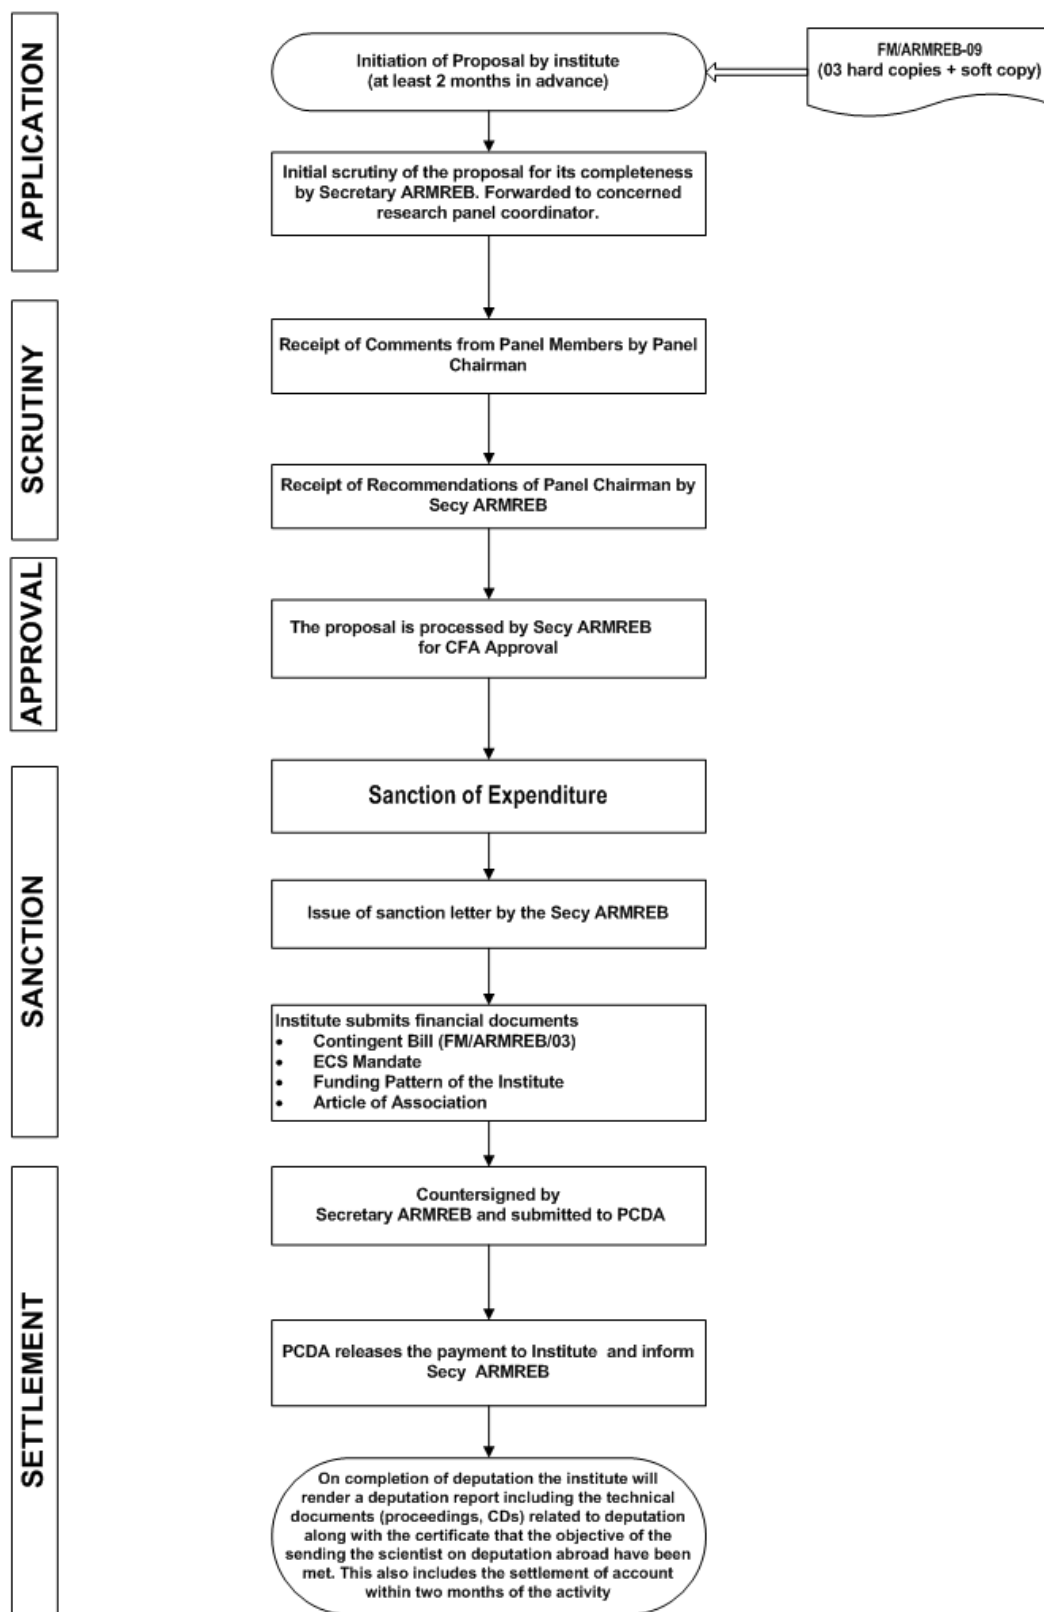 APPLICATION
Initiation of Proposal by institute
(at least 2 months in advance)
FM/ARMREB-09
(03 hard copies + soft copy)
Initial scrutiny of the proposal for its completeness
by Secretary ARMREB. Forwarded to concerned
research panel coordinator.
SCRUTINY
Receipt of Comments from Panel Members by Panel
Chairman
Receipt of Recommendations of Panel Chairman by
Secy ARMREB
APPROVAL
The proposal is processed by Secy ARMREB
for CFA Approval
SANCTION
Sanction of Expenditure
Issue of sanction letter by the Secy ARMREB
Institute submits financial documents
• Contingent Bill (FM/ARMREB/03)
• ECS Mandate
• Funding Pattern of the Institute
• Article of Association
SETTLEMENT
Countersigned by
Secretary ARMREB and submitted to PCDA
PCDA releases the payment to Institute and inform
Secy ARMREB
On completion of deputation the institute will
render a deputation report including the technical
documents (proceedings, CDs) related to deputation
along with the certificate that the objective of the
sending the scientist on deputation abroad have been
met. This also includes the settlement of account
within two months of the activity